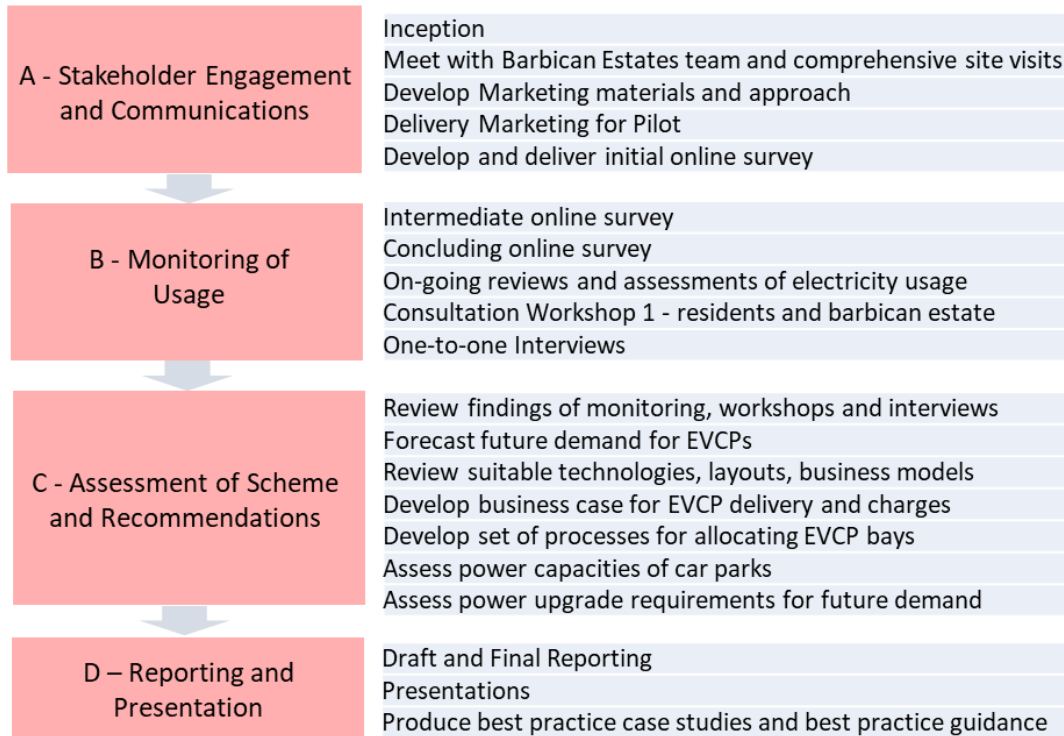 A - Stakeholder Engagement
and Communications
Inception
Meet with Barbican Estates team and comprehensive site visits
Develop Marketing materials and approach
Delivery Marketing for Pilot
Develop and deliver initial online survey
B - Monitoring of
Usage
Intermediate online survey
Concluding online survey
On-going reviews and assessments of electricity usage
Consultation Workshop 1 - residents and barbican estate
One-to-one Interviews
C - Assessment of Scheme
and Recommendations
Review findings of monitoring, workshops and interviews
Forecast future demand for EVCPs
Review suitable technologies, layouts, business models
Develop business case for EVCP delivery and charges
Develop set of processes for allocating EVCP bays
Assess power capacities of car parks
Assess power upgrade requirements for future demand
D – Reporting and
Presentation
Draft and Final Reporting
Presentations
Produce best practice case studies and best practice guidance